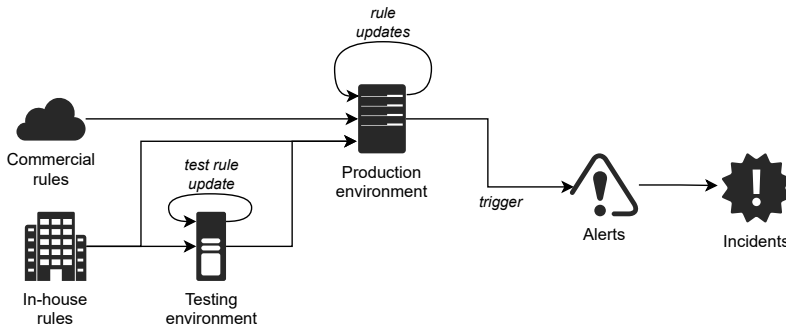 rule
updates
Commercial
rules
test rule
update
Production
environment
trigger
Alerts
Incidents
In-house
rules
Testing
environment